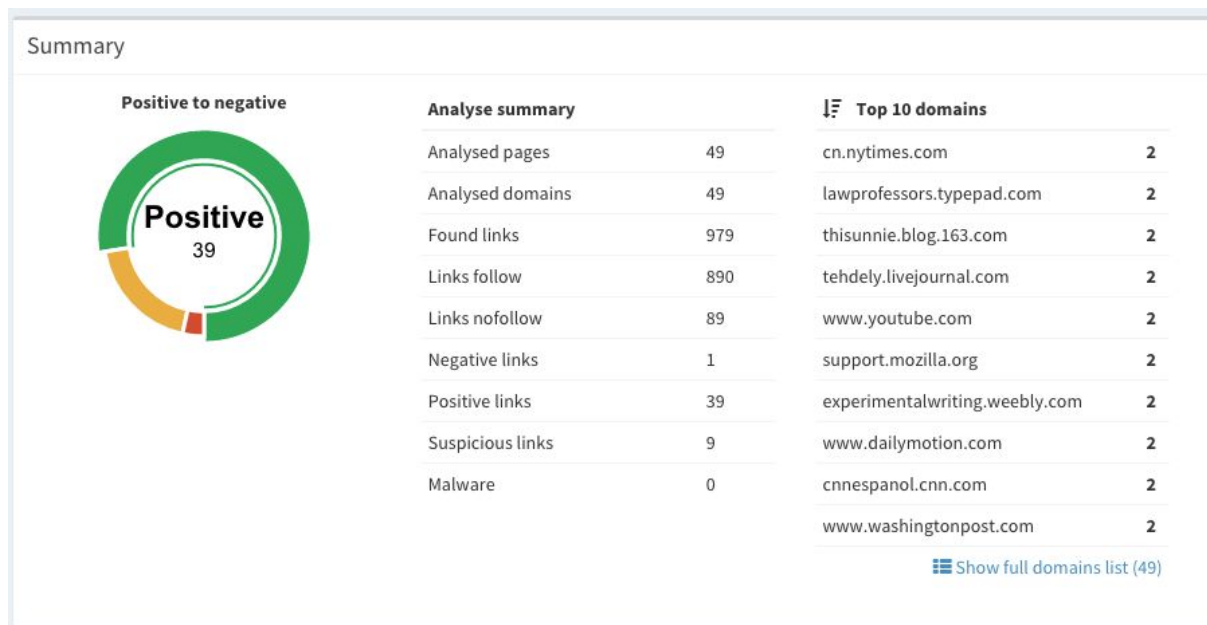 Summary
Positive to negative
Positive
39
Analyse summary
Analysed pages 49
Analysed domains 49
Found links 979
Links follow 890
Links nofollow 89
Negative links 1
Positive links 39
Suspicious links 9
Malware 0
Top 10 domains
cn.nytimes.com 2
lawprofessors.typepad.com 2
thisunnie.blog.163.com 2
tehdely.livejournal.com 2
www.youtube.com 2
support.mozilla.org 2
experimentalwriting.weebly.com 2
www.dailymotion.com 2
cnnespanol.cnn.com 2
www.washingtonpost.com 2
Show full domains list (49)